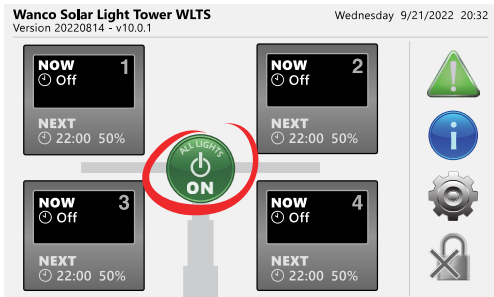 Wanco Solar Light Tower WLTS
Version 20220814 - v10.0.1
Wednesday 9/21/2022 20:32
NOW 1
Off
NEXT
22:00 50%
NOW 2
Off
NEXT
22:00 50%
ALL LIGHTS
ON
NOW 3
Off
NEXT
22:00 50%
NOW 4
Off
NEXT
22:00 50%